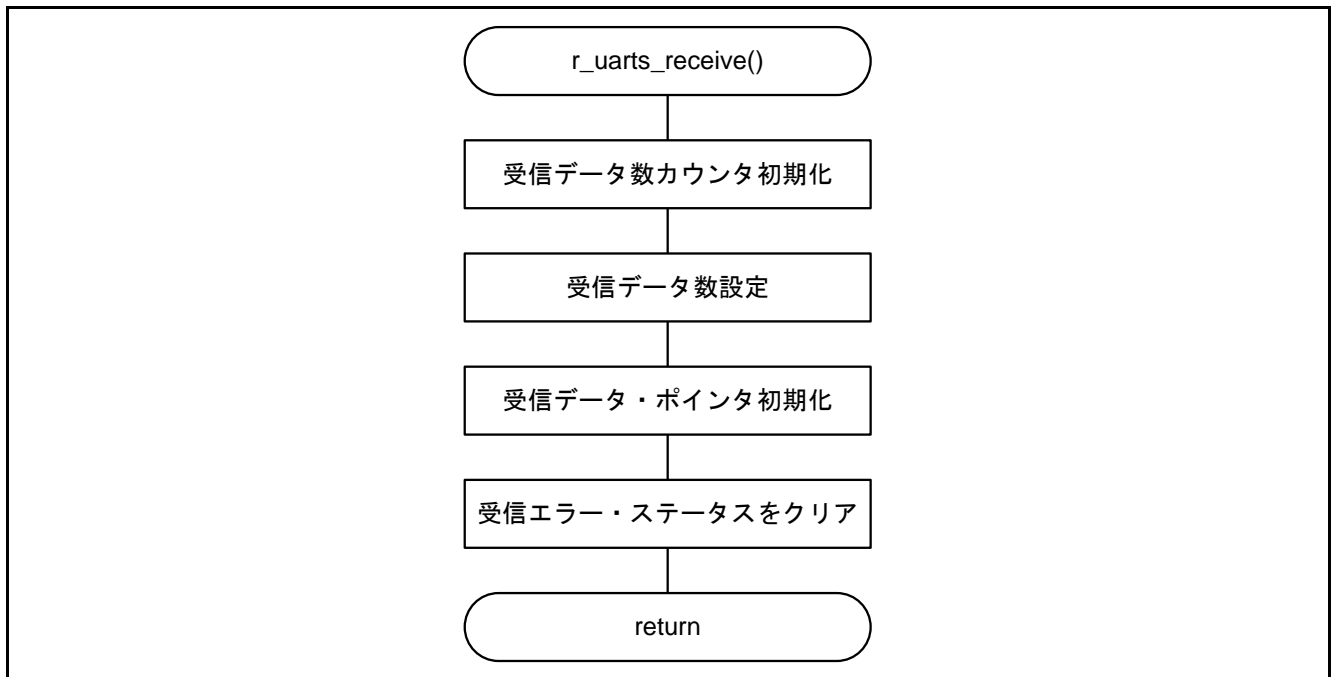 r_uarts_receive()
受信データ数カウンタ初期化
受信データ数設定
受信データ・ポインタ初期化
受信エラー・ステータスをクリア
return